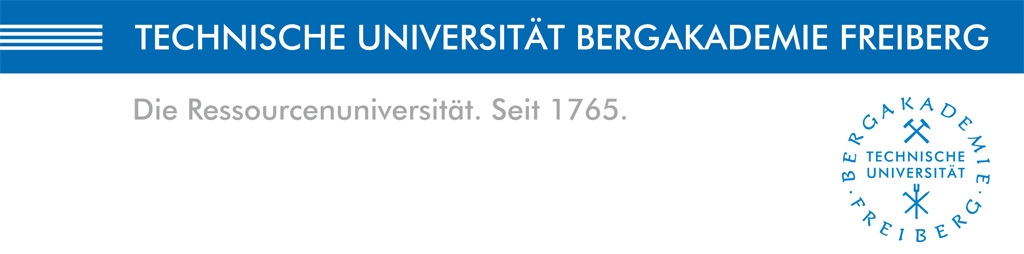 TECHNISCHE UNIVERSITÄT BERGAKADEMIE FREIBERG
Die Ressourcenuniversität. Seit 1765.
BERGAKADEMIE
TECHNISCHE
UNIVERSITÄT
· FREIBERG ·